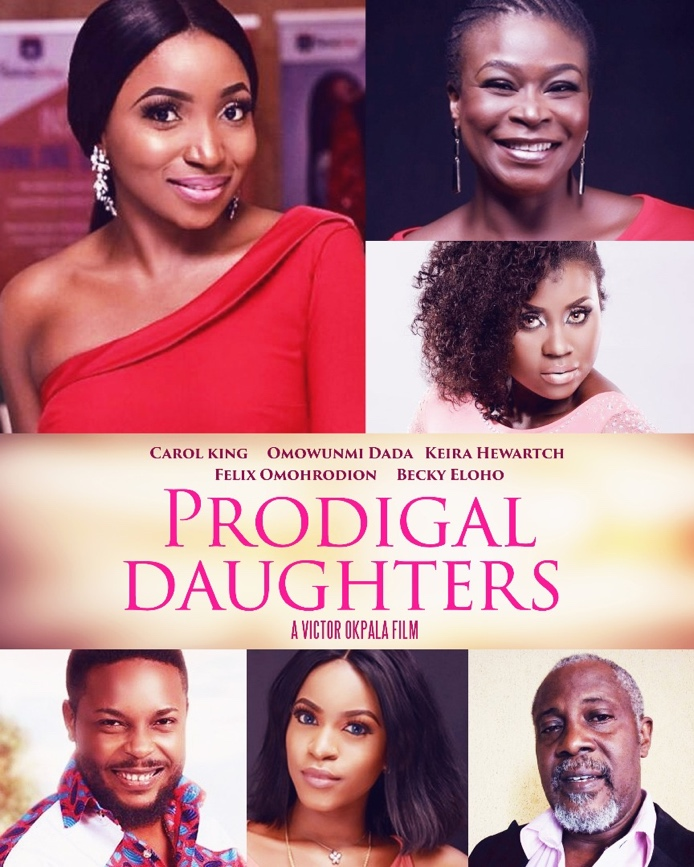 CAROL KING OMOWUNMI DADA KEIRA HEWARTCH
FELIX OMOHRODION BECKY ELOHO
PRODIGAL
DAUGHTERS
A VICTOR OKPALA FILM